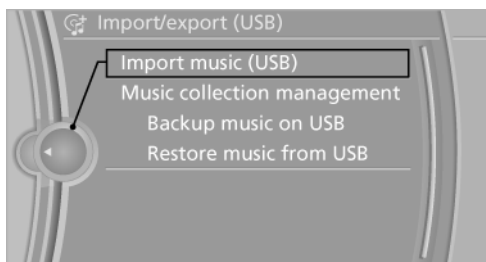 Import/export (USB)
Import music (USB)
Music collection management
Backup music on USB
Restore music from USB